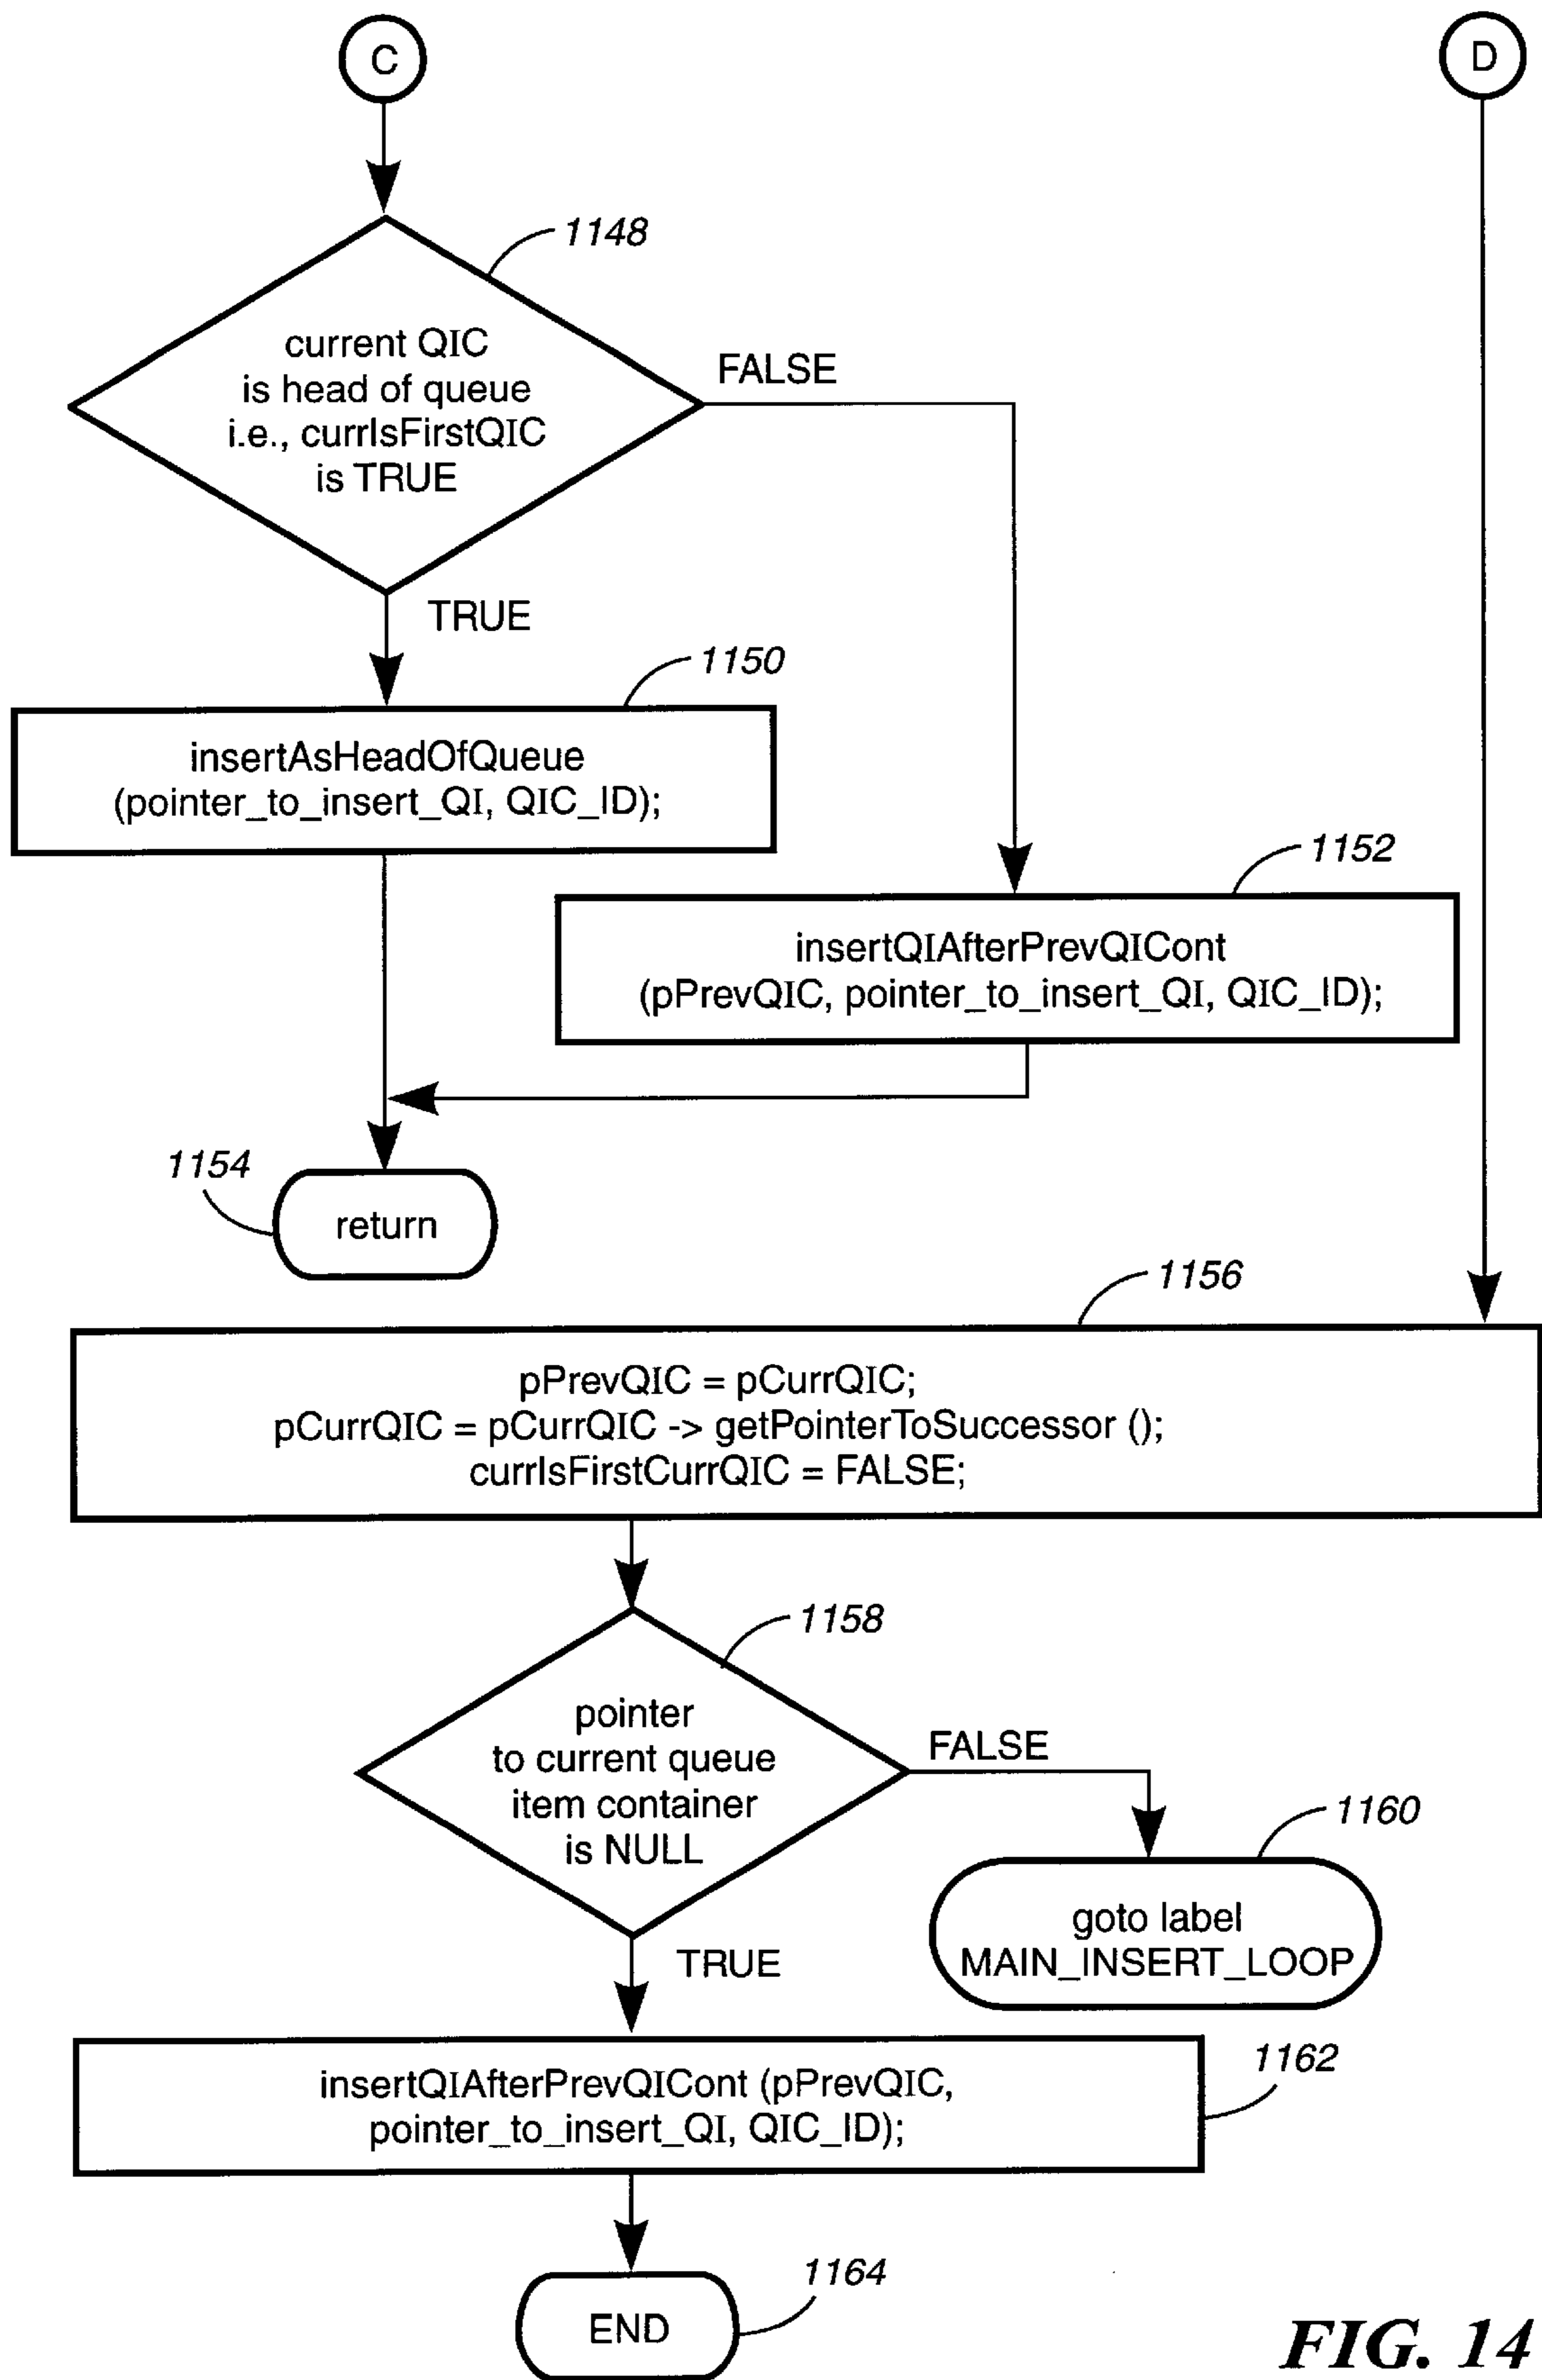 C
D
1148
current QIC
is head of queue
i.e., currIsFirstQIC
is TRUE
FALSE
TRUE
1150
insertAsHeadOfQueue
(pointer_to_insert_QI, QIC_ID);
1152
insertQIAfterPrevQICont
(pPrevQIC, pointer_to_insert_QI, QIC_ID);
1154
return
1156
pPrevQIC = pCurrQIC;
pCurrQIC = pCurrQIC -> getPointerToSuccessor ();
currIsFirstCurrQIC = FALSE;
1158
pointer
to current queue
item container
is NULL
FALSE
1160
goto label
MAIN_INSERT_LOOP
TRUE
1162
insertQIAfterPrevQICont (pPrevQIC,
pointer_to_insert_QI, QIC_ID);
1164
END
FIG. 14